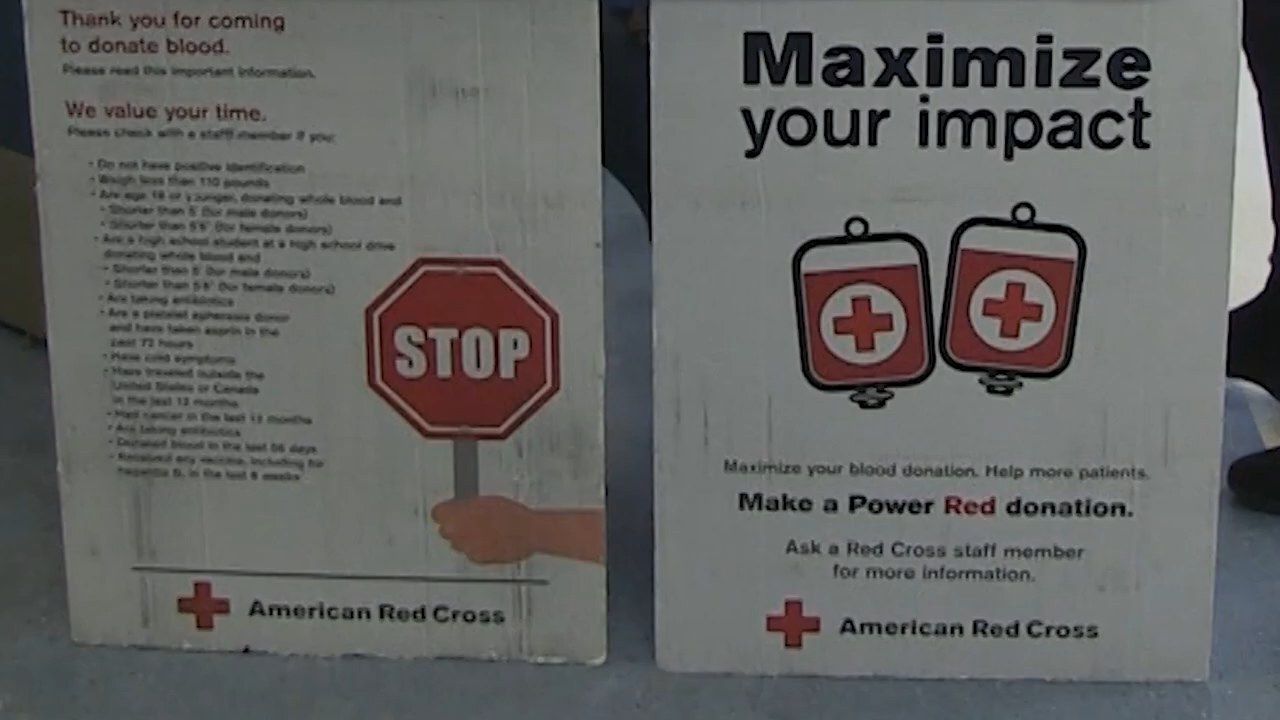 Thank you for coming
to donate blood.
Please read this important information.
We value your time.
Please check with a staff member if you:
• Do not have positive identification
• Weigh less than 110 pounds
• Are age 18 or younger, donating whole blood and
• Shorter than 5' (for male donors)
• Shorter than 5'6" (for female donors)
• Are a high school student at a high school drive
donating whole blood and
• Shorter than 5' (for male donors)
• Shorter than 5'6" (for female donors)
• Are taking antibiotics
• Are a platelet apheresis donor
and have taken aspirin in the
past 72 hours
• Have cold symptoms
• Have traveled outside the
United States or Canada
in the last 12 months
• Had cancer in the last 12 months
• Are taking antibiotics
• Donated blood in the last 56 days
• Received any vaccine, including for
hepatitis B, in the last 8 weeks
STOP
American Red Cross
Maximize
your impact
Maximize your blood donation. Help more patients.
Make a Power Red donation.
Ask a Red Cross staff member
for more information.
American Red Cross